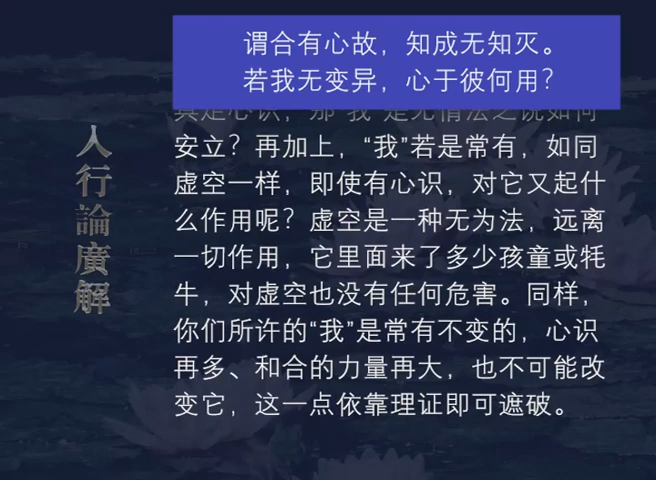 谓合有心故，知成无知灭。
若我无变异，心于彼何用？
安立？再加上，“我”若是常有，如同
虚空一样，即使有心识，对它又起什
么作用呢？虚空是一种无为法，远离
一切作用，它里面来了多少孩童或牦
牛，对虚空也没有任何危害。同样，
你们所许的“我”是常有不变的，心识
再多、和合的力量再大，也不可能改
变它，这一点依靠理证即可遮破。
入行論廣解